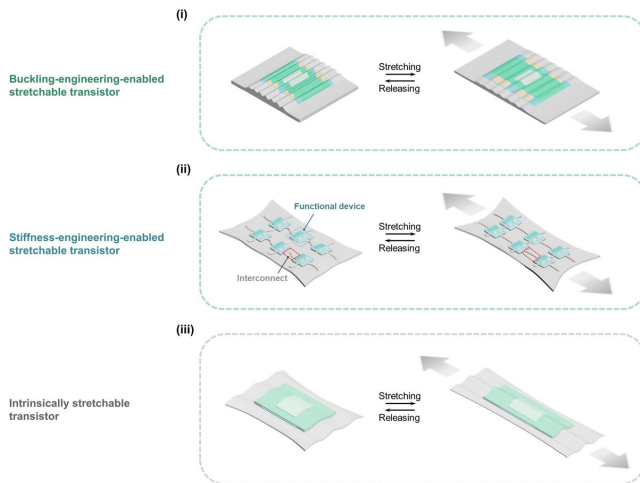 (i)
Buckling-engineering-enabled
stretchable transistor
Stretching
Releasing
(ii)
Stiffness-engineering-enabled
stretchable transistor
Functional device
Interconnect
Stretching
Releasing
(iii)
Intrinsically stretchable
transistor
Stretching
Releasing